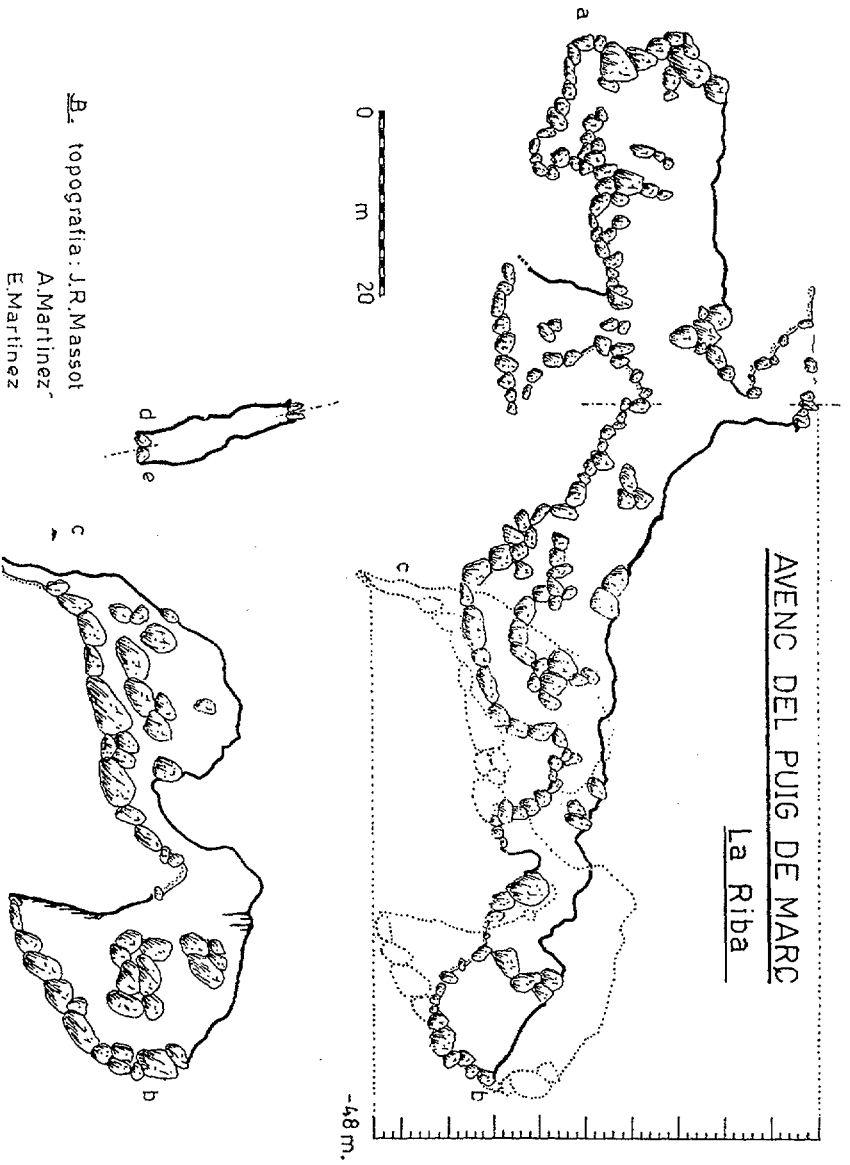 AVENC DEL PUIG DE MARC
La Riba
a
0 m 20
c
b
-48 m.
B. topografia: J.R.Massot
A.Martinez
E.Martinez
d
e
c
b